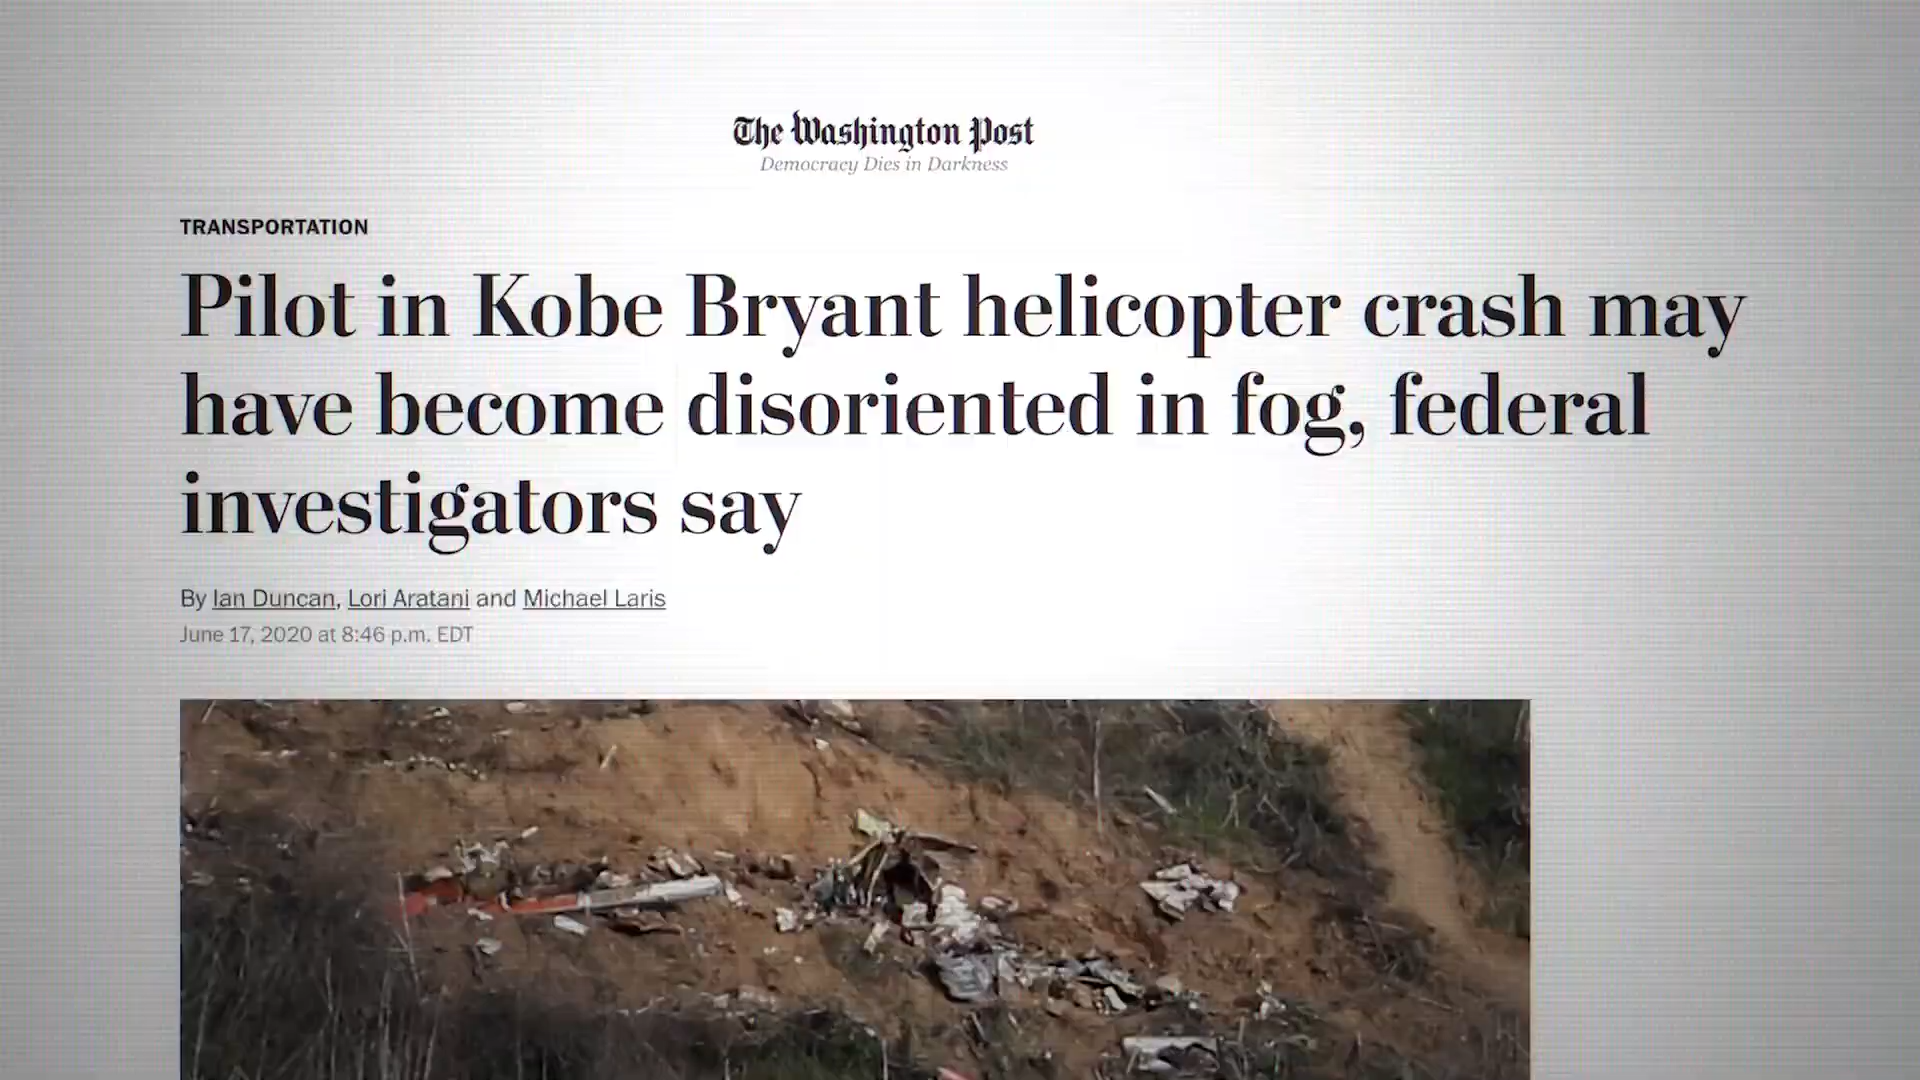 The Washington Post
Democracy Dies in Darkness
TRANSPORTATION
Pilot in Kobe Bryant helicopter crash may
have become disoriented in fog, federal
investigators say
By Ian Duncan, Lori Aratani and Michael Laris
June 17, 2020 at 8:46 p.m. EDT